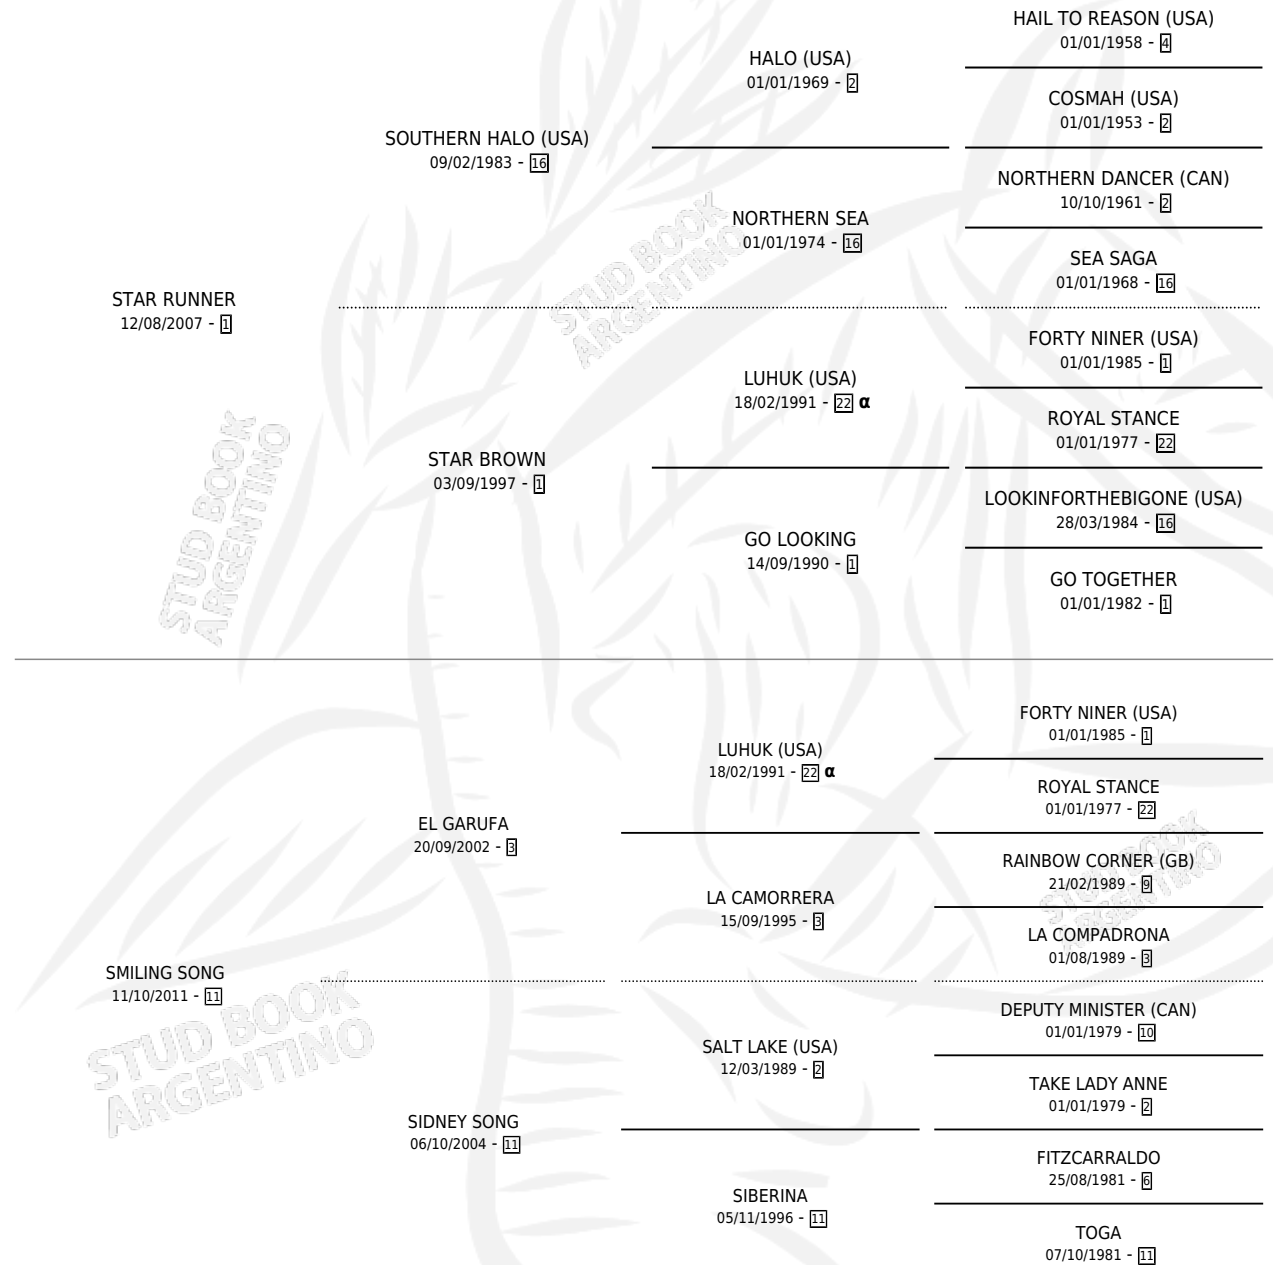 HAIL TO REASON (USA)
01/01/1958 - 4
HALO (USA)
01/01/1969 - 2
COSMAH (USA)
01/01/1953 - 2
SOUTHERN HALO (USA)
09/02/1983 - 16
NORTHERN DANCER (CAN)
10/10/1961 - 2
NORTHERN SEA
01/01/1974 - 16
SEA SAGA
01/01/1968 - 16
STAR RUNNER
12/08/2007 - 1
FORTY NINER (USA)
01/01/1985 - 1
LUHUK (USA)
18/02/1991 - 22 α
ROYAL STANCE
01/01/1977 - 22
STAR BROWN
03/09/1997 - 1
LOOKINFORTHEBIGONE (USA)
28/03/1984 - 16
GO LOOKING
14/09/1990 - 1
GO TOGETHER
01/01/1982 - 1
FORTY NINER (USA)
01/01/1985 - 1
LUHUK (USA)
18/02/1991 - 22 α
ROYAL STANCE
01/01/1977 - 22
EL GARUFA
20/09/2002 - 3
RAINBOW CORNER (GB)
21/02/1989 - 9
LA CAMORRERA
15/09/1995 - 3
LA COMPADRONA
01/08/1989 - 3
SMILING SONG
11/10/2011 - 11
DEPUTY MINISTER (CAN)
01/01/1979 - 10
SALT LAKE (USA)
12/03/1989 - 2
TAKE LADY ANNE
01/01/1979 - 2
SIDNEY SONG
06/10/2004 - 11
FITZCARRALDO
25/08/1981 - 6
SIBERINA
05/11/1996 - 11
TOGA
07/10/1981 - 11
STUD BOOK
ARGENTINO
STUD BOOK
ARGENTINO
STUD BOOK
ARGENTINO
STUD BOOK
ARGENTINO